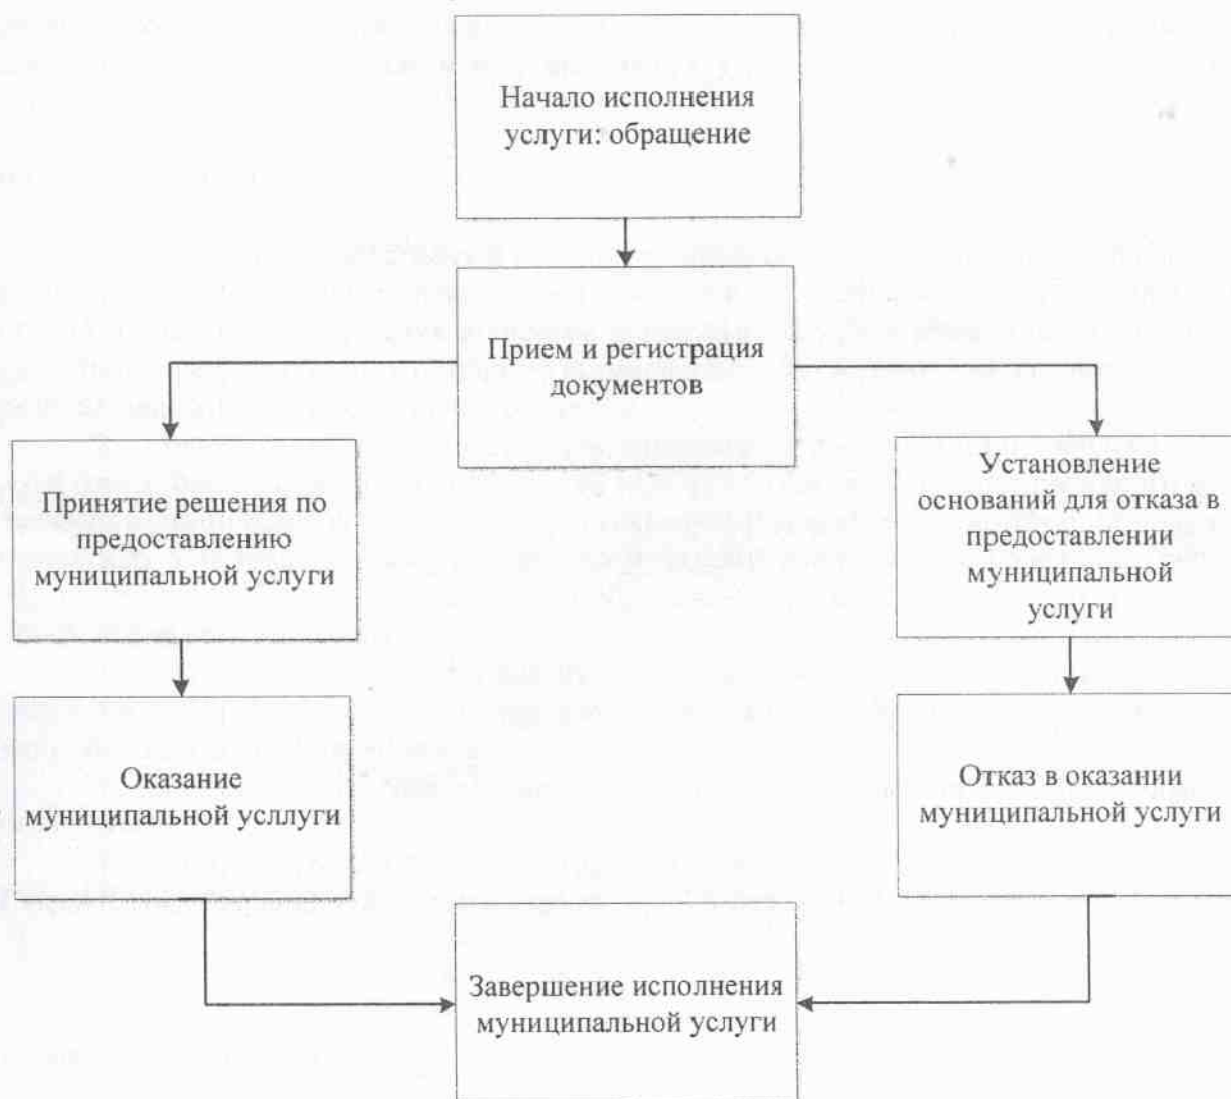 Начало исполнения
услуги: обращение
Прием и регистрация
документов
Принятие решения по
предоставлению
муниципальной услуги
Установление
оснований для отказа в
предоставлении
муниципальной
услуги
Оказание
муниципальной усллуги
Отказ в оказании
муниципальной услуги
Завершение исполнения
муниципальной услуги